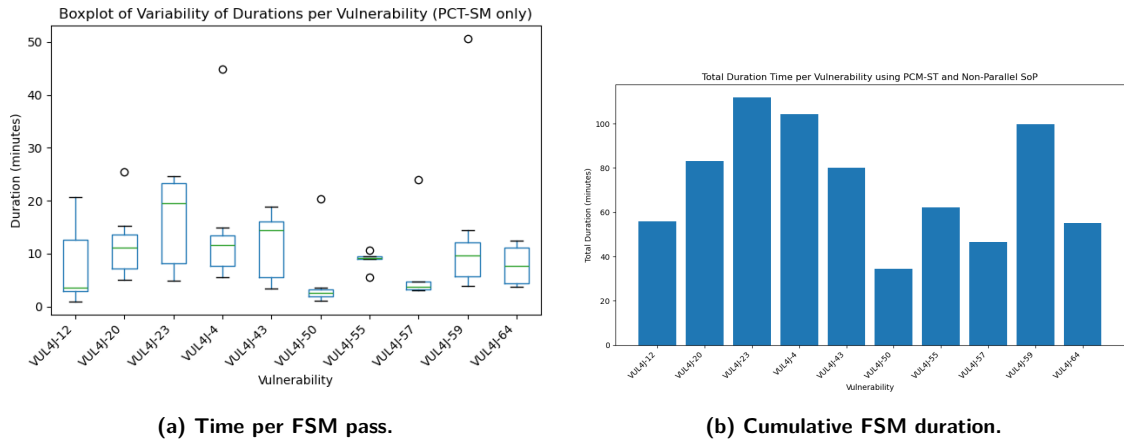 Boxplot of Variability of Durations per Vulnerability (PCT-SM only)
50
40
30
20
10
0
Duration (minutes)
VUL4J-12
VUL4J-20
VUL4J-23
VUL4J-4
VUL4J-43
VUL4J-50
VUL4J-55
VUL4J-57
VUL4J-59
VUL4J-64
Vulnerability
(a) Time per FSM pass.
Total Duration Time per Vulnerability using PCM-ST and Non-Parallel SoP
100
80
60
40
20
0
Total Duration (minutes)
VUL4J-12
VUL4J-20
VUL4J-23
VUL4J-4
VUL4J-43
VUL4J-50
VUL4J-55
VUL4J-57
VUL4J-59
VUL4J-64
Vulnerability
(b) Cumulative FSM duration.